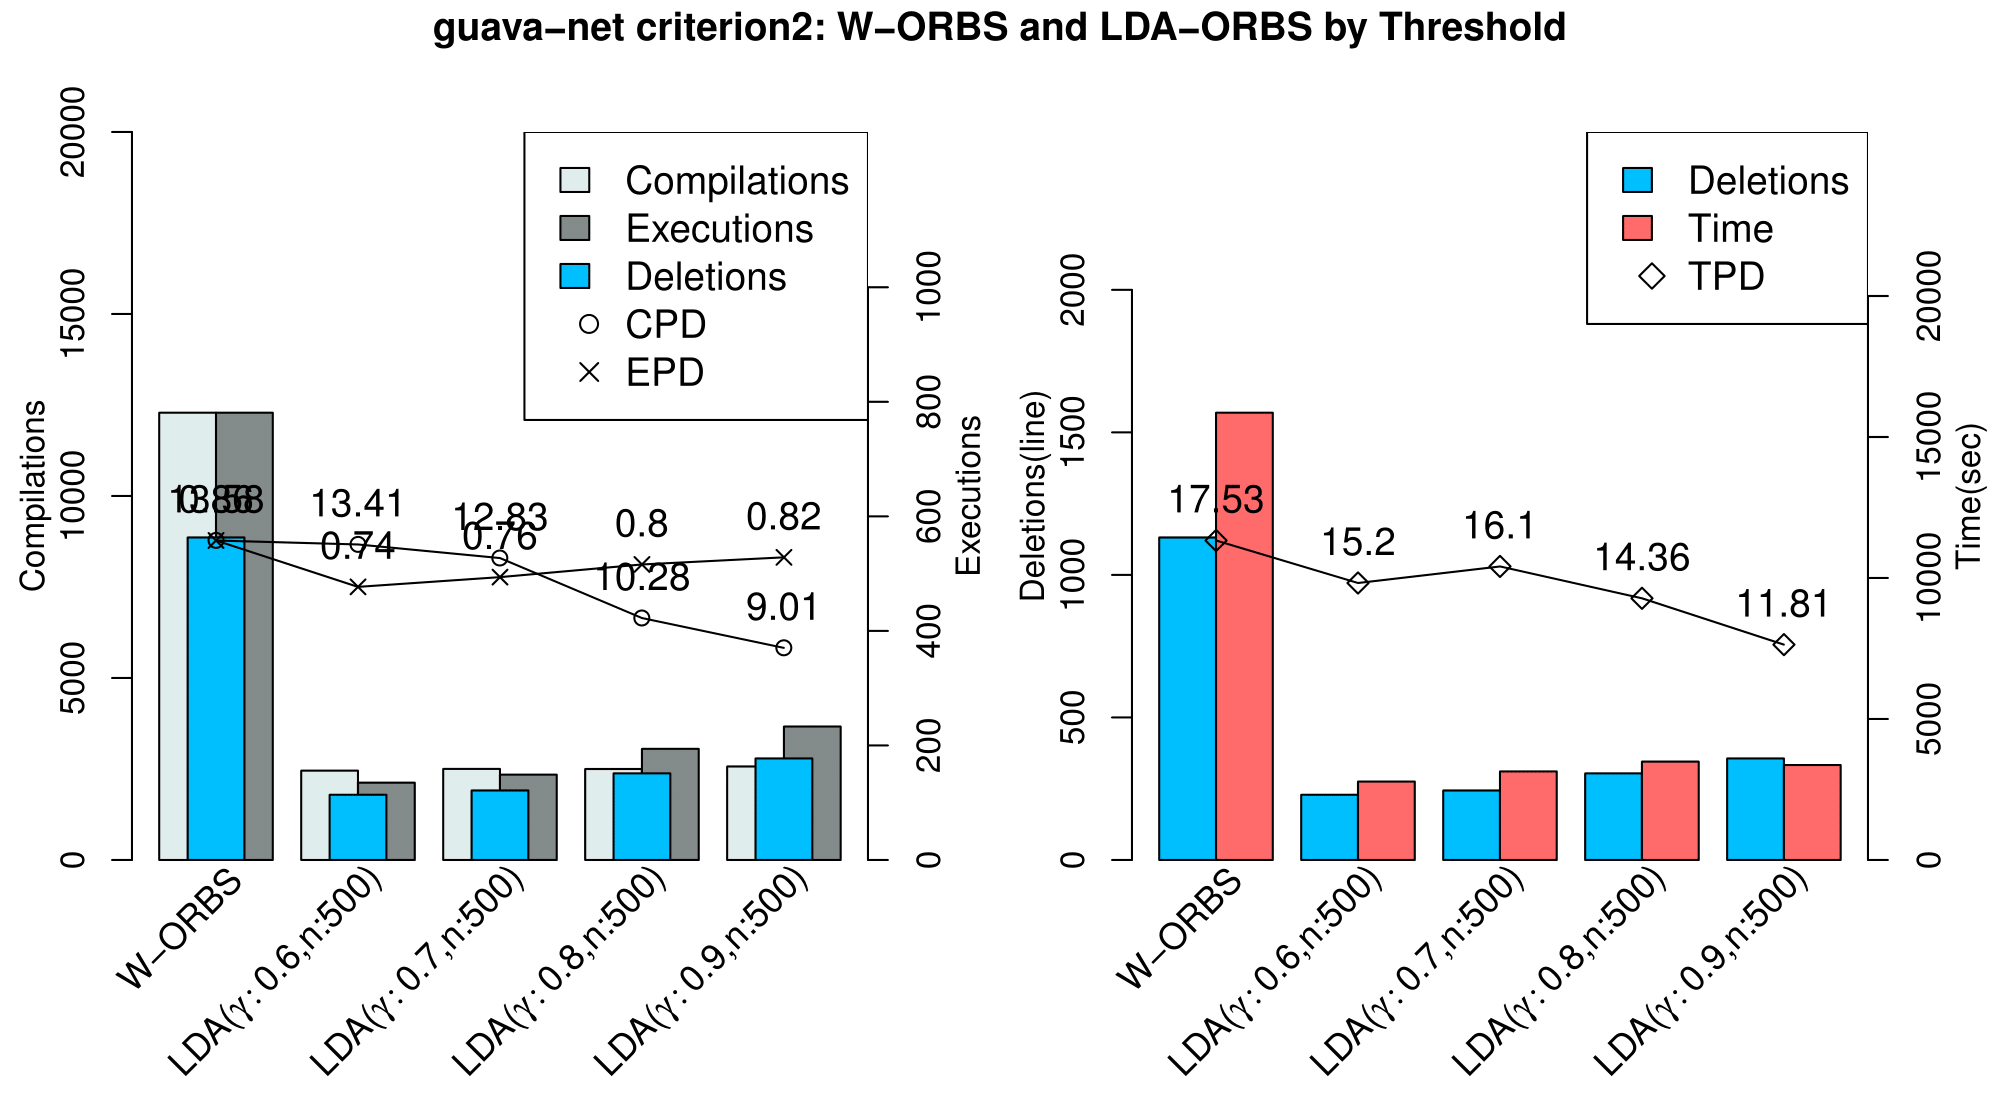 guava−net criterion2: W−ORBS and LDA−ORBS by Threshold
Compilations
0
5000
10000
15000
20000
Compilations
Executions
Deletions
CPD
EPD
13.41
12.83
10.28
9.01
0.74
0.76
0.8
0.82
0
200
400
600
800
1000
Executions
W−ORBS
LDA(γ: 0.6,n:500)
LDA(γ: 0.7,n:500)
LDA(γ: 0.8,n:500)
LDA(γ: 0.9,n:500)
Deletions(line)
0
500
1000
1500
2000
Deletions
Time
TPD
17.53
15.2
16.1
14.36
11.81
0
5000
10000
15000
20000
Time(sec)
W−ORBS
LDA(γ: 0.6,n:500)
LDA(γ: 0.7,n:500)
LDA(γ: 0.8,n:500)
LDA(γ: 0.9,n:500)